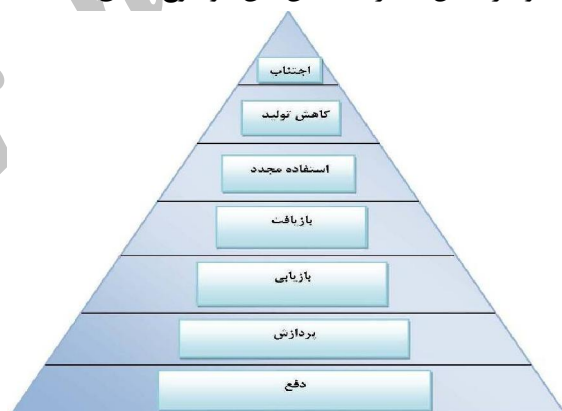 اجتناب
کاهش تولید
استفاده مجدد
بازیافت
بازیابی
پردازش
دفع